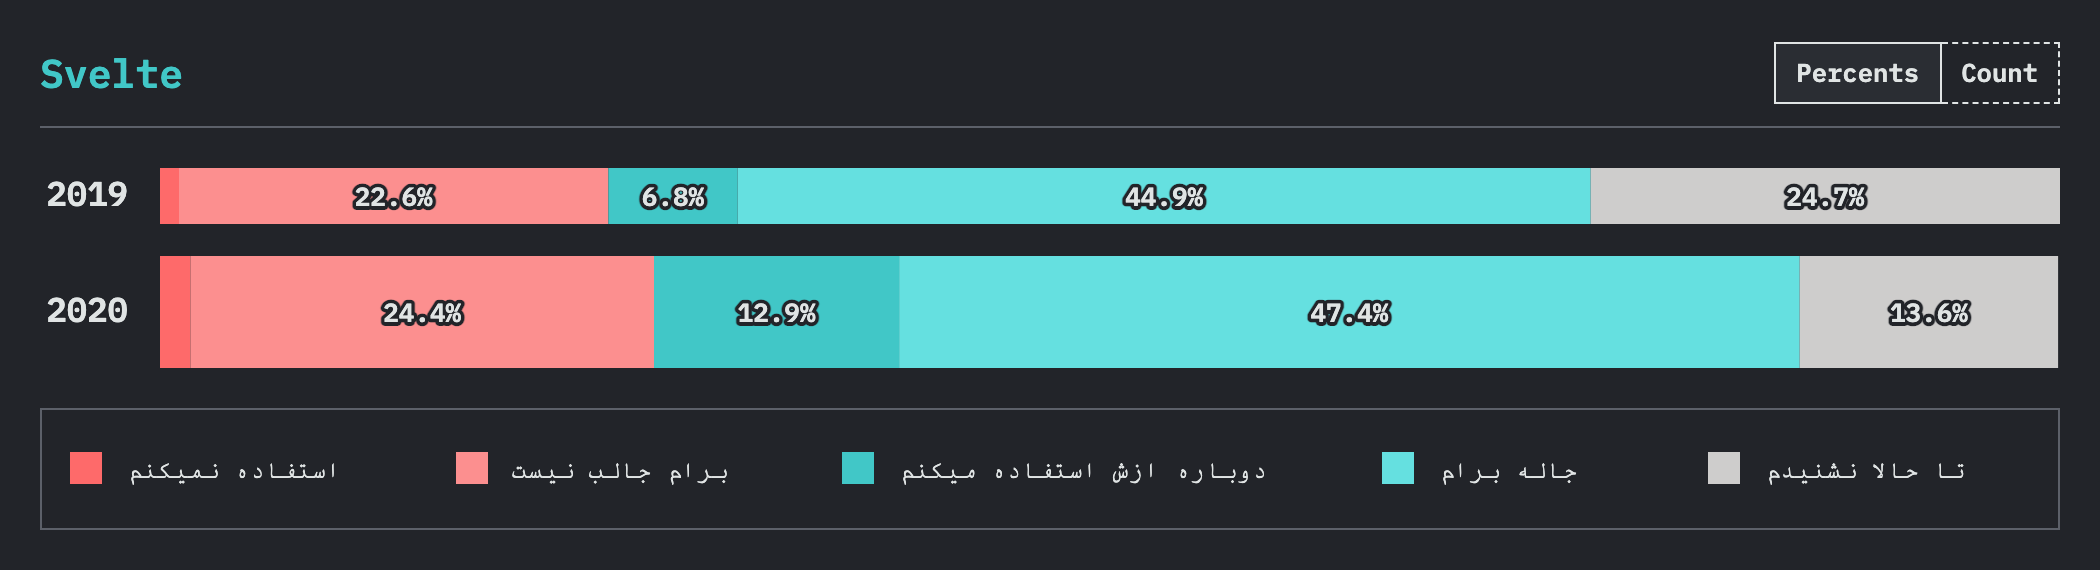 Svelte
Percents Count
2019 22.6% 6.8% 44.9% 24.7%
2020 24.4% 12.9% 47.4% 13.6%
استفاده نمیکنم
برام جالب نیست
دوباره ازش استفاده میکنم
جاله برام
تا حالا نشنیدم